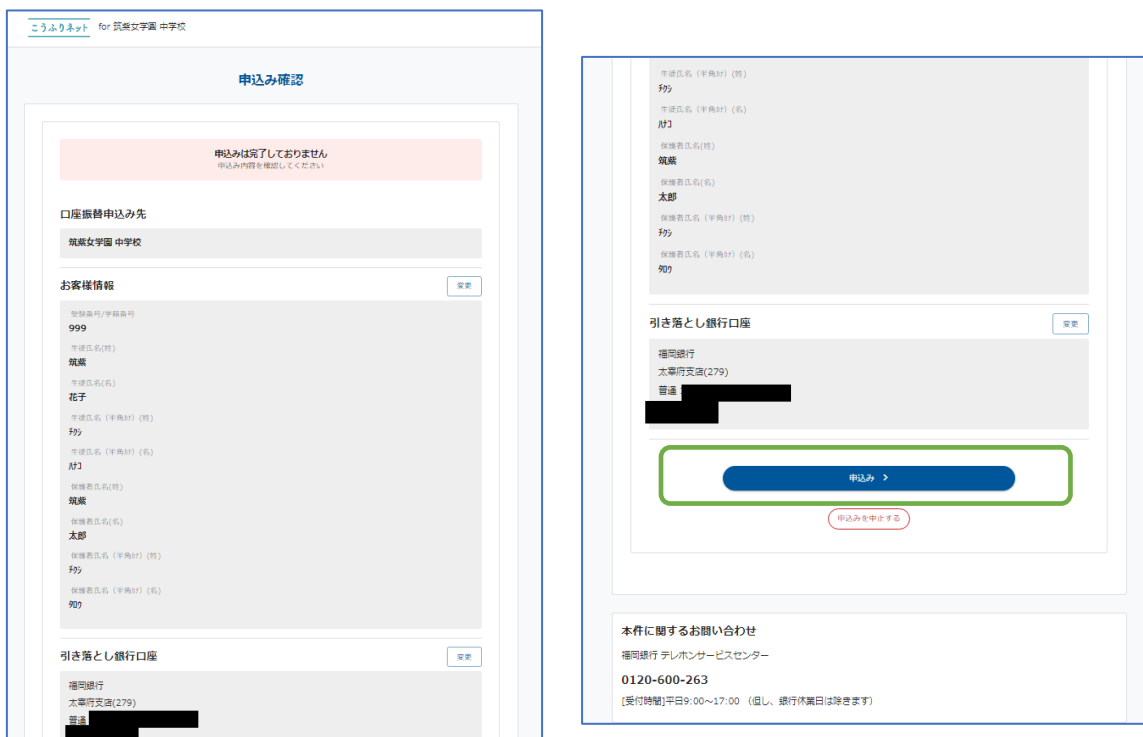 こうふりネット for 筑紫女学園 中学校
申込み確認
申込みは完了しておりません
申込み内容を確認してください
口座振替申込み先
筑紫女学園 中学校
お客様情報
変更
受験番号/学籍番号
999
生徒氏名(姓)
筑紫
生徒氏名(名)
花子
生徒氏名（半角ｶﾅ）(姓)
ﾁｸｼ
生徒氏名（半角ｶﾅ）(名)
ﾊﾅｺ
保護者氏名(姓)
筑紫
保護者氏名(名)
太郎
保護者氏名（半角ｶﾅ）(姓)
ﾁｸｼ
保護者氏名（半角ｶﾅ）(名)
ﾀﾛｳ
引き落とし銀行口座
変更
福岡銀行
太宰府支店(279)
普通
生徒氏名（半角ｶﾅ）(姓)
ﾁｸｼ
生徒氏名（半角ｶﾅ）(名)
ﾊﾅｺ
保護者氏名(姓)
筑紫
保護者氏名(名)
太郎
保護者氏名（半角ｶﾅ）(姓)
ﾁｸｼ
保護者氏名（半角ｶﾅ）(名)
ﾀﾛｳ
引き落とし銀行口座
変更
福岡銀行
太宰府支店(279)
普通
申込み >
申込みを中止する
本件に関するお問い合わせ
福岡銀行 テレホンサービスセンター
0120-600-263
[受付時間]平日9:00～17:00 （但し、銀行休業日は除きます）